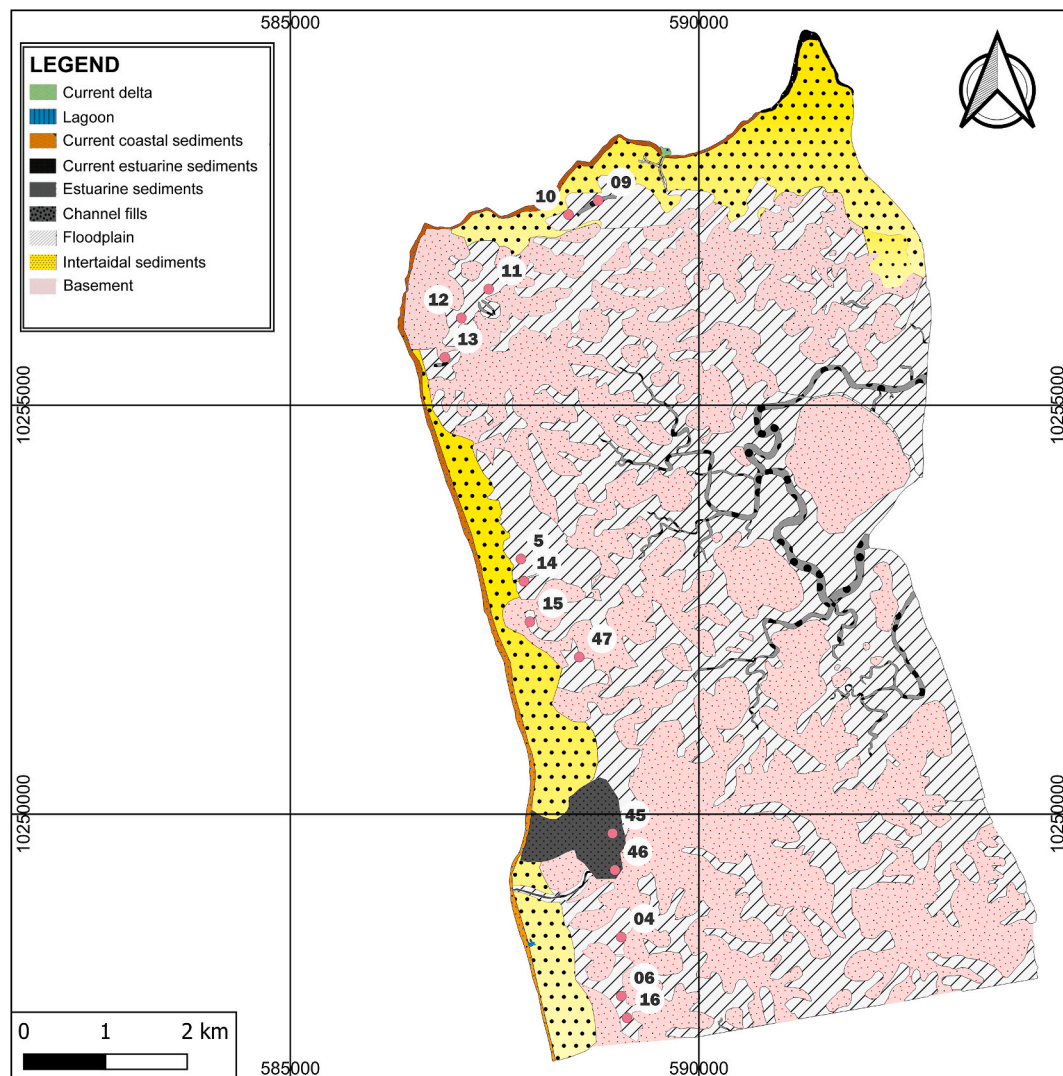 585000
590000
LEGEND
Current delta
Lagoon
Current coastal sediments
Current estuarine sediments
Estuarine sediments
Channel fills
Floodplain
Intertaidal sediments
Basement
09
10
11
12
13
10255000
10255000
5
14
15
47
10250000
10250000
45
46
04
06
16
0 1 2 km
585000
590000